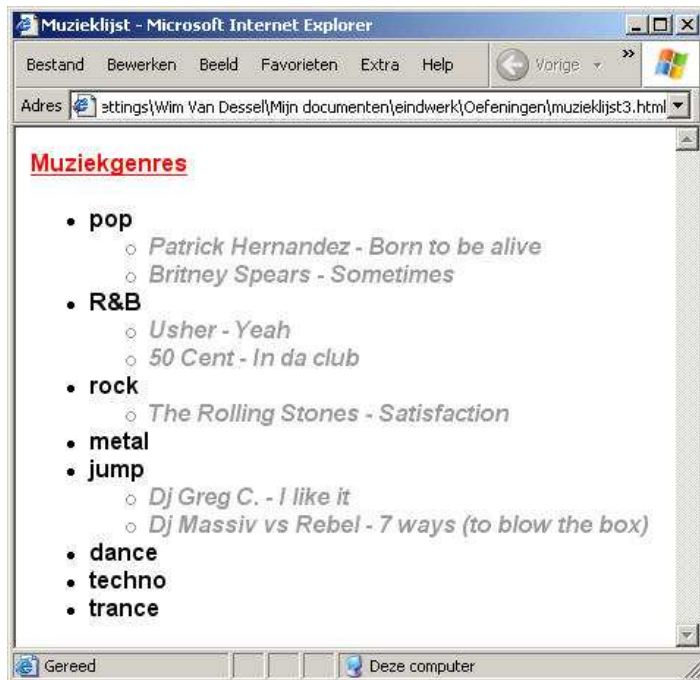 Muzieklijst - Microsoft Internet Explorer
Bestand Bewerken Beeld Favorieten Extra Help Vorige »
Adres ettings\Wim Van Dessel\Mijn documenten\eindwerk\Oefeningen\muzieklijst3.html
Muziekgenres
pop
Patrick Hernandez - Born to be alive
Britney Spears - Sometimes
R&B
Usher - Yeah
50 Cent - In da club
rock
The Rolling Stones - Satisfaction
metal
jump
Dj Greg C. - I like it
Dj Massiv vs Rebel - 7 ways (to blow the box)
dance
techno
trance
Gereed Deze computer